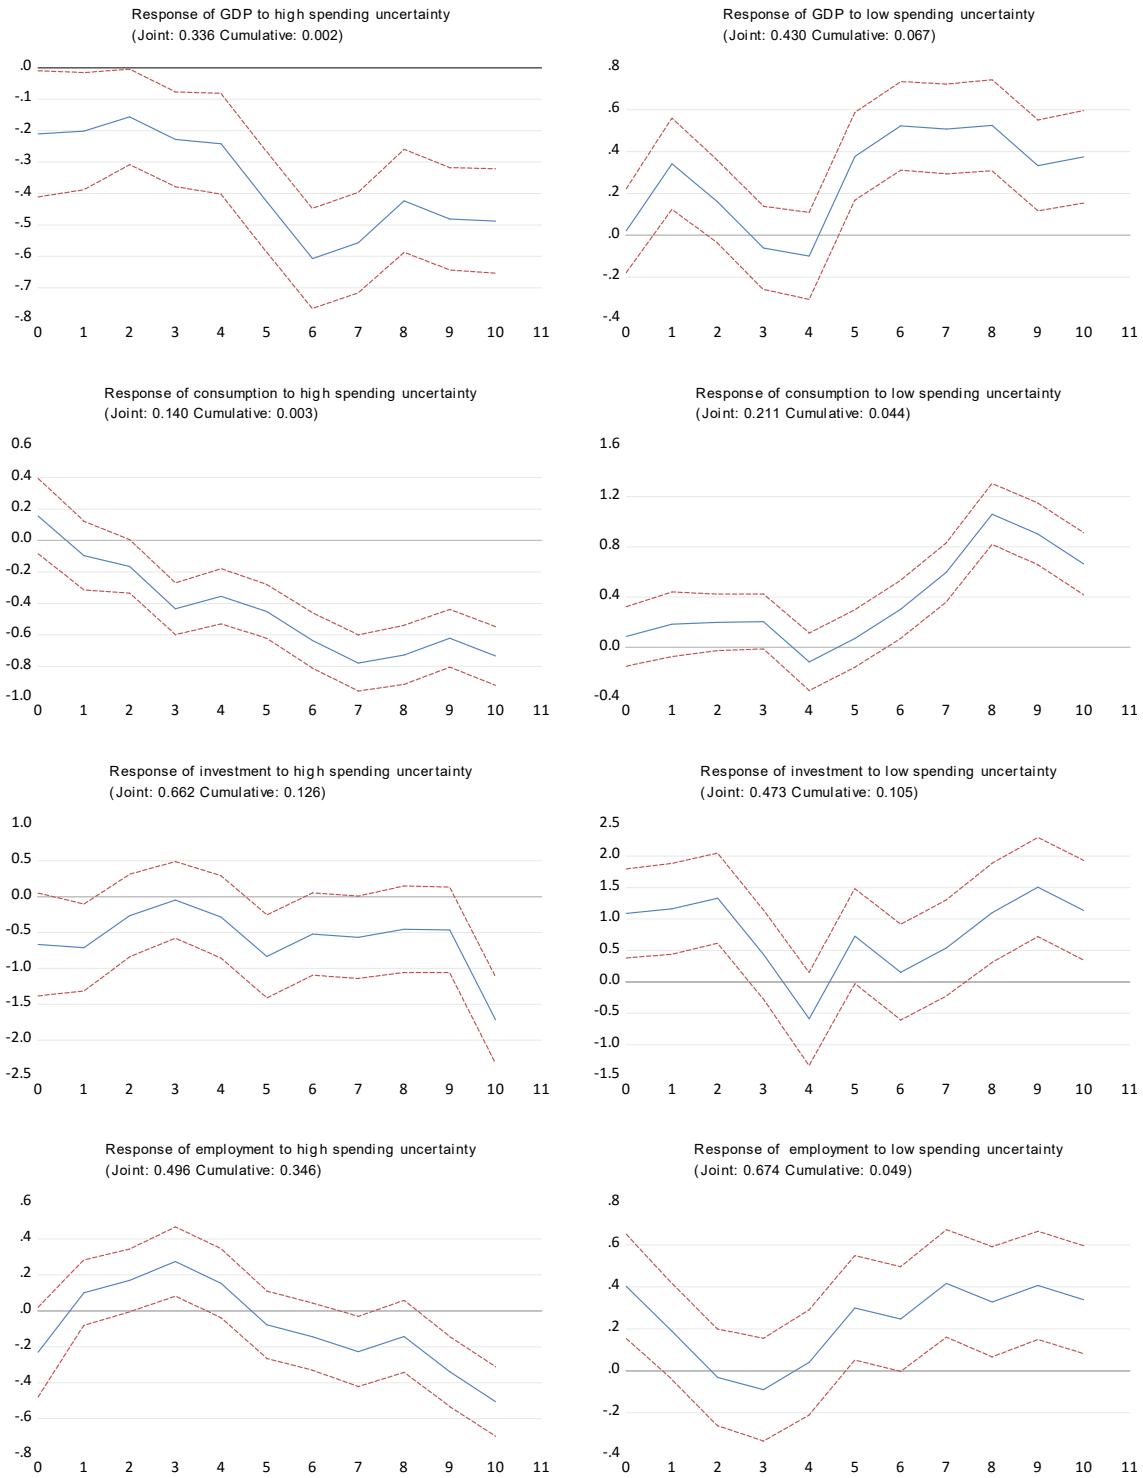 Response of GDP to high spending uncertainty
(Joint: 0.336 Cumulative: 0.002)
.0
-.1
-.2
-.3
-.4
-.5
-.6
-.7
-.8
0 1 2 3 4 5 6 7 8 9 10 11
Response of GDP to low spending uncertainty
(Joint: 0.430 Cumulative: 0.067)
.8
.6
.4
.2
.0
-.2
-.4
0 1 2 3 4 5 6 7 8 9 10 11
Response of consumption to high spending uncertainty
(Joint: 0.140 Cumulative: 0.003)
0.6
0.4
0.2
0.0
-0.2
-0.4
-0.6
-0.8
-1.0
0 1 2 3 4 5 6 7 8 9 10 11
Response of consumption to low spending uncertainty
(Joint: 0.211 Cumulative: 0.044)
1.6
1.2
0.8
0.4
0.0
-0.4
0 1 2 3 4 5 6 7 8 9 10 11
Response of investment to high spending uncertainty
(Joint: 0.662 Cumulative: 0.126)
1.0
0.5
0.0
-0.5
-1.0
-1.5
-2.0
-2.5
0 1 2 3 4 5 6 7 8 9 10 11
Response of investment to low spending uncertainty
(Joint: 0.473 Cumulative: 0.105)
2.5
2.0
1.5
1.0
0.5
0.0
-0.5
-1.0
-1.5
0 1 2 3 4 5 6 7 8 9 10 11
Response of employment to high spending uncertainty
(Joint: 0.496 Cumulative: 0.346)
.6
.4
.2
.0
-.2
-.4
-.6
-.8
0 1 2 3 4 5 6 7 8 9 10 11
Response of employment to low spending uncertainty
(Joint: 0.674 Cumulative: 0.049)
.8
.6
.4
.2
.0
-.2
-.4
0 1 2 3 4 5 6 7 8 9 10 11